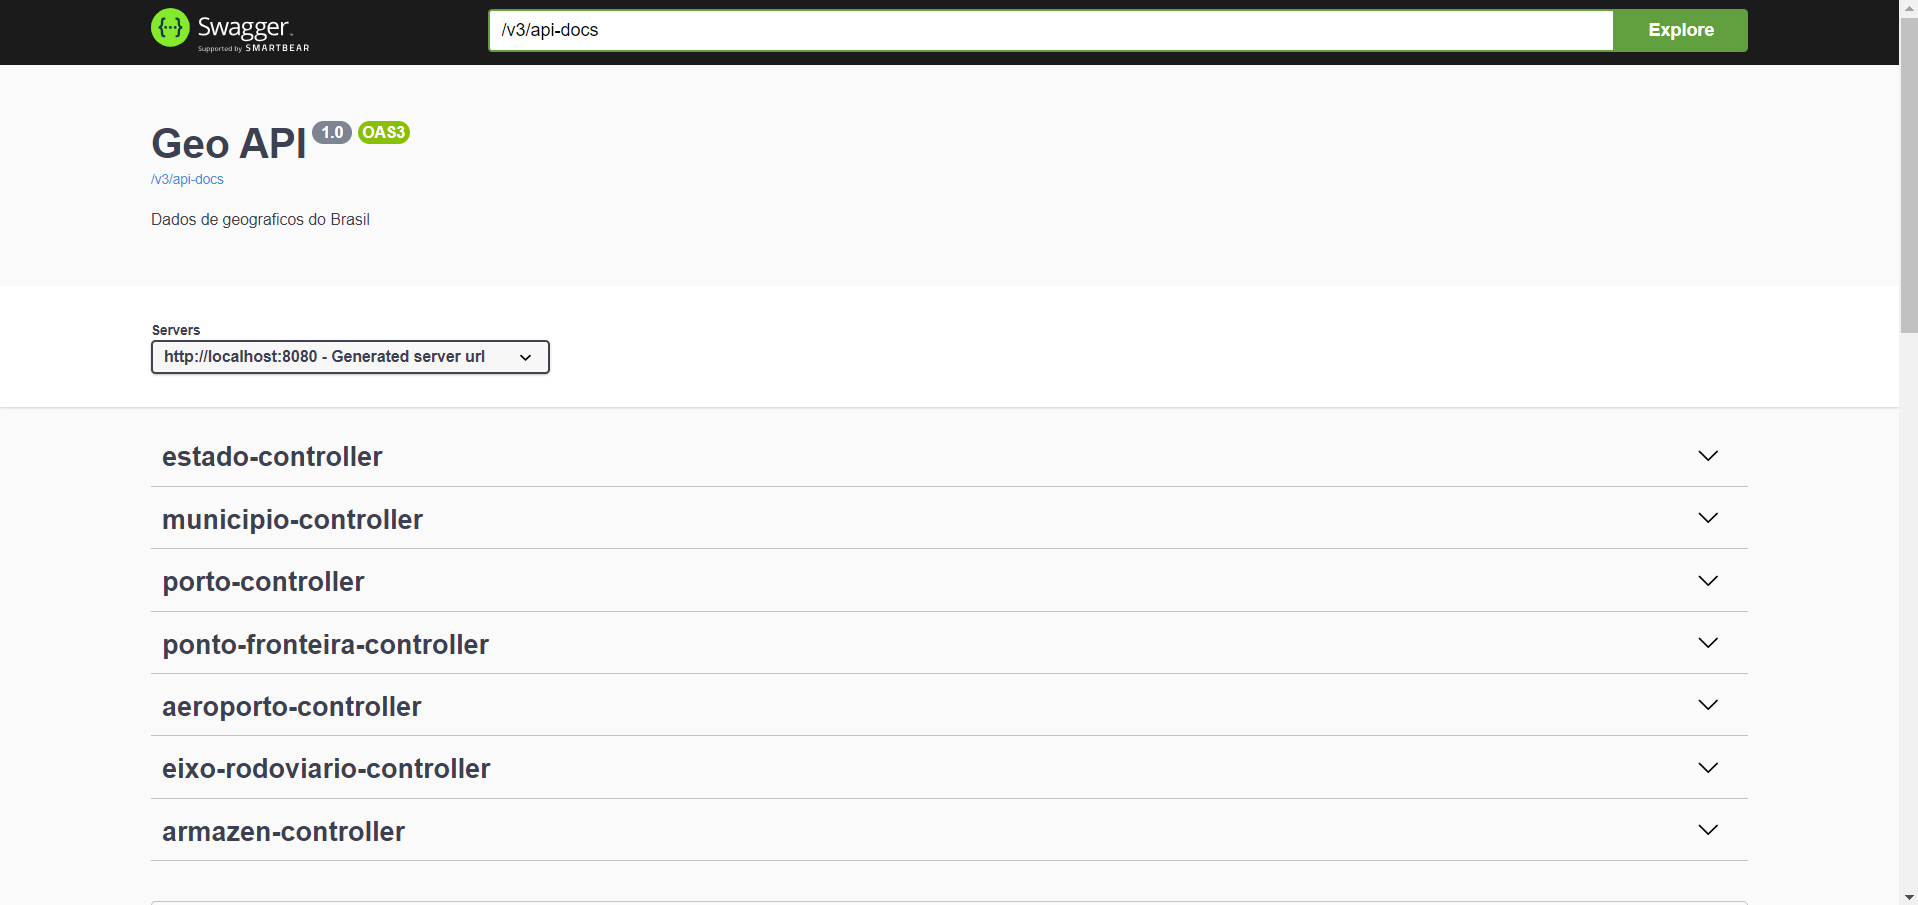 Swagger.
Supported by SMARTBEAR
/v3/api-docs
Explore
Geo API 1.0 OAS3
/v3/api-docs
Dados de geograficos do Brasil
Servers
http://localhost:8080 - Generated server url
estado-controller
municipio-controller
porto-controller
ponto-fronteira-controller
aeroporto-controller
eixo-rodoviario-controller
armazen-controller